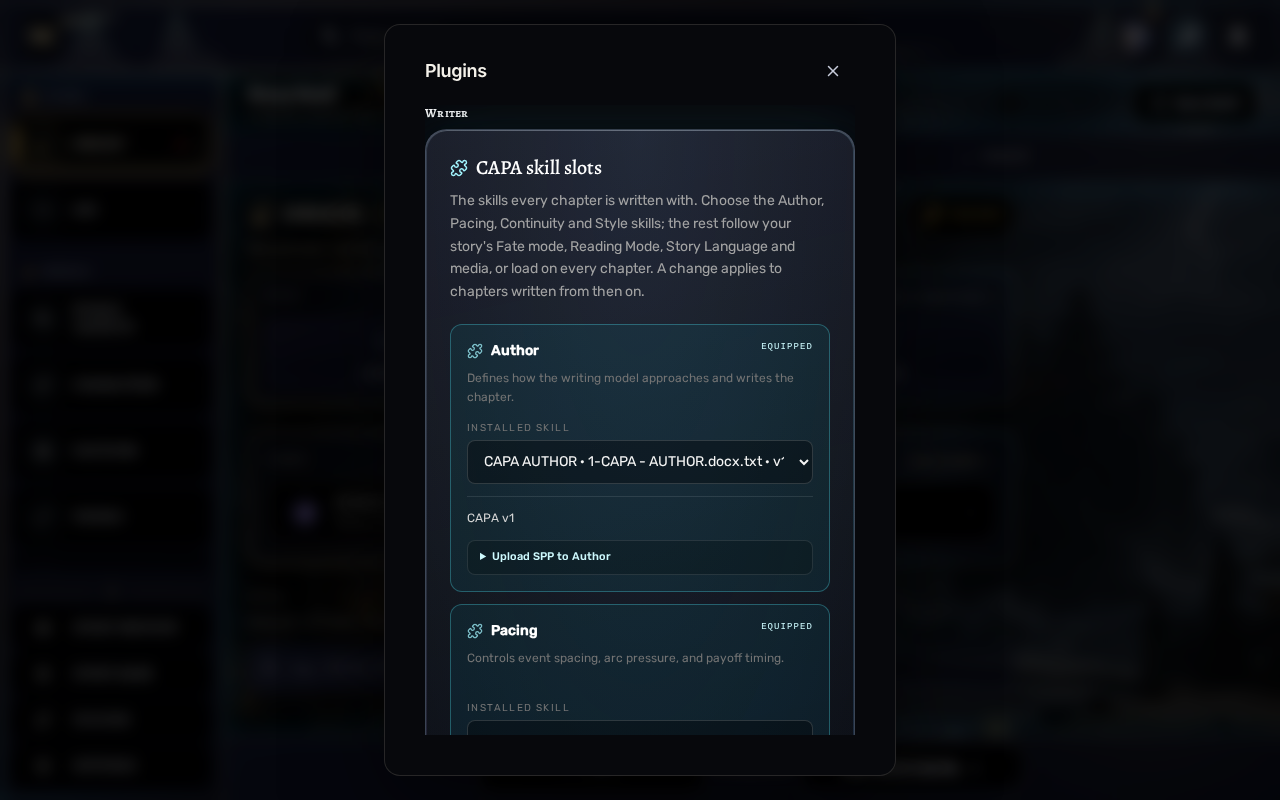 Plugins
Writer
CAPA skill slots
The skills every chapter is written with. Choose the Author,
Pacing, Continuity and Style skills; the rest follow your
story's Fate mode, Reading Mode, Story Language and
media, or load on every chapter. A change applies to
chapters written from then on.
Author
EQUIPPED
Defines how the writing model approaches and writes the
chapter.
INSTALLED SKILL
CAPA AUTHOR • 1-CAPA - AUTHOR.docx.txt •
CAPA v1
Upload SPP to Author
Pacing
EQUIPPED
Controls event spacing, arc pressure, and payoff timing.
INSTALLED SKILL